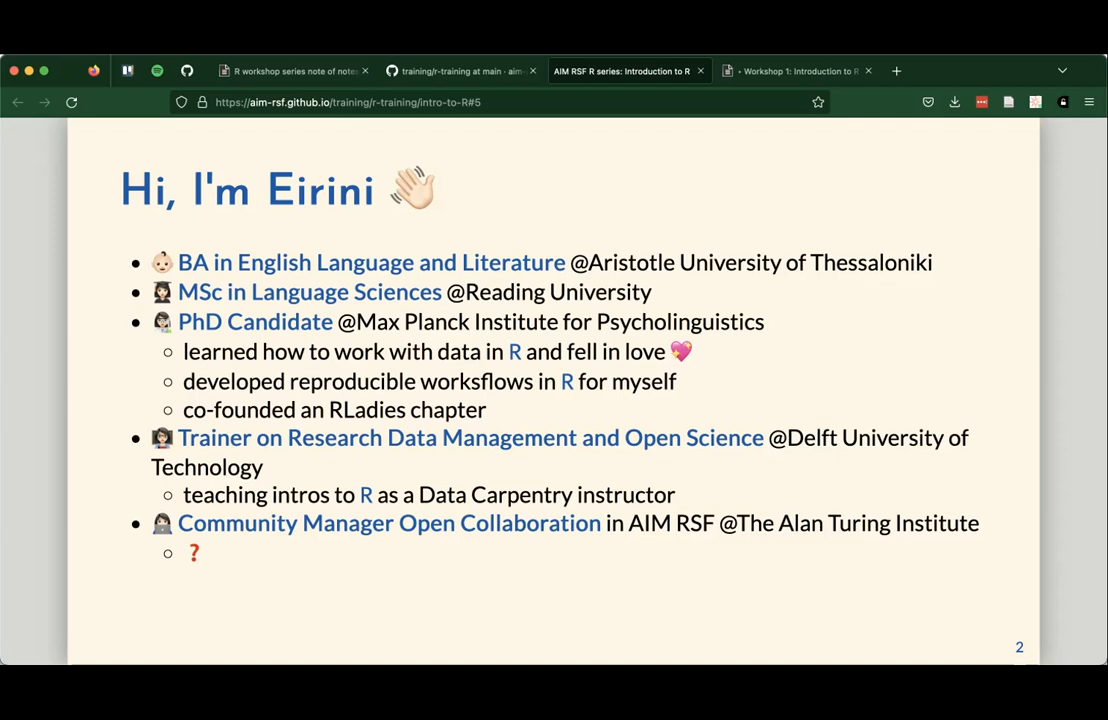 R workshop series note of note
training/r-training at main · aim-
AIM RSF R series: Introduction to R
· Workshop 1: Introduction to R
https://aim-rsf.github.io/training/r-training/intro-to-R#5
Hi, I'm Eirini 👋🏻
• 👶🏻 BA in English Language and Literature @Aristotle University of Thessaloniki
• 👩🏻‍🎓 MSc in Language Sciences @Reading University
• 👩🏻‍🔬 PhD Candidate @Max Planck Institute for Psycholinguistics
◦ learned how to work with data in R and fell in love 💖
◦ developed reproducible worksflows in R for myself
◦ co-founded an RLadies chapter
• 👩🏻‍🏫 Trainer on Research Data Management and Open Science @Delft University of
Technology
◦ teaching intros to R as a Data Carpentry instructor
• 👩🏻‍💻 Community Manager Open Collaboration in AIM RSF @The Alan Turing Institute
◦ ❓
2